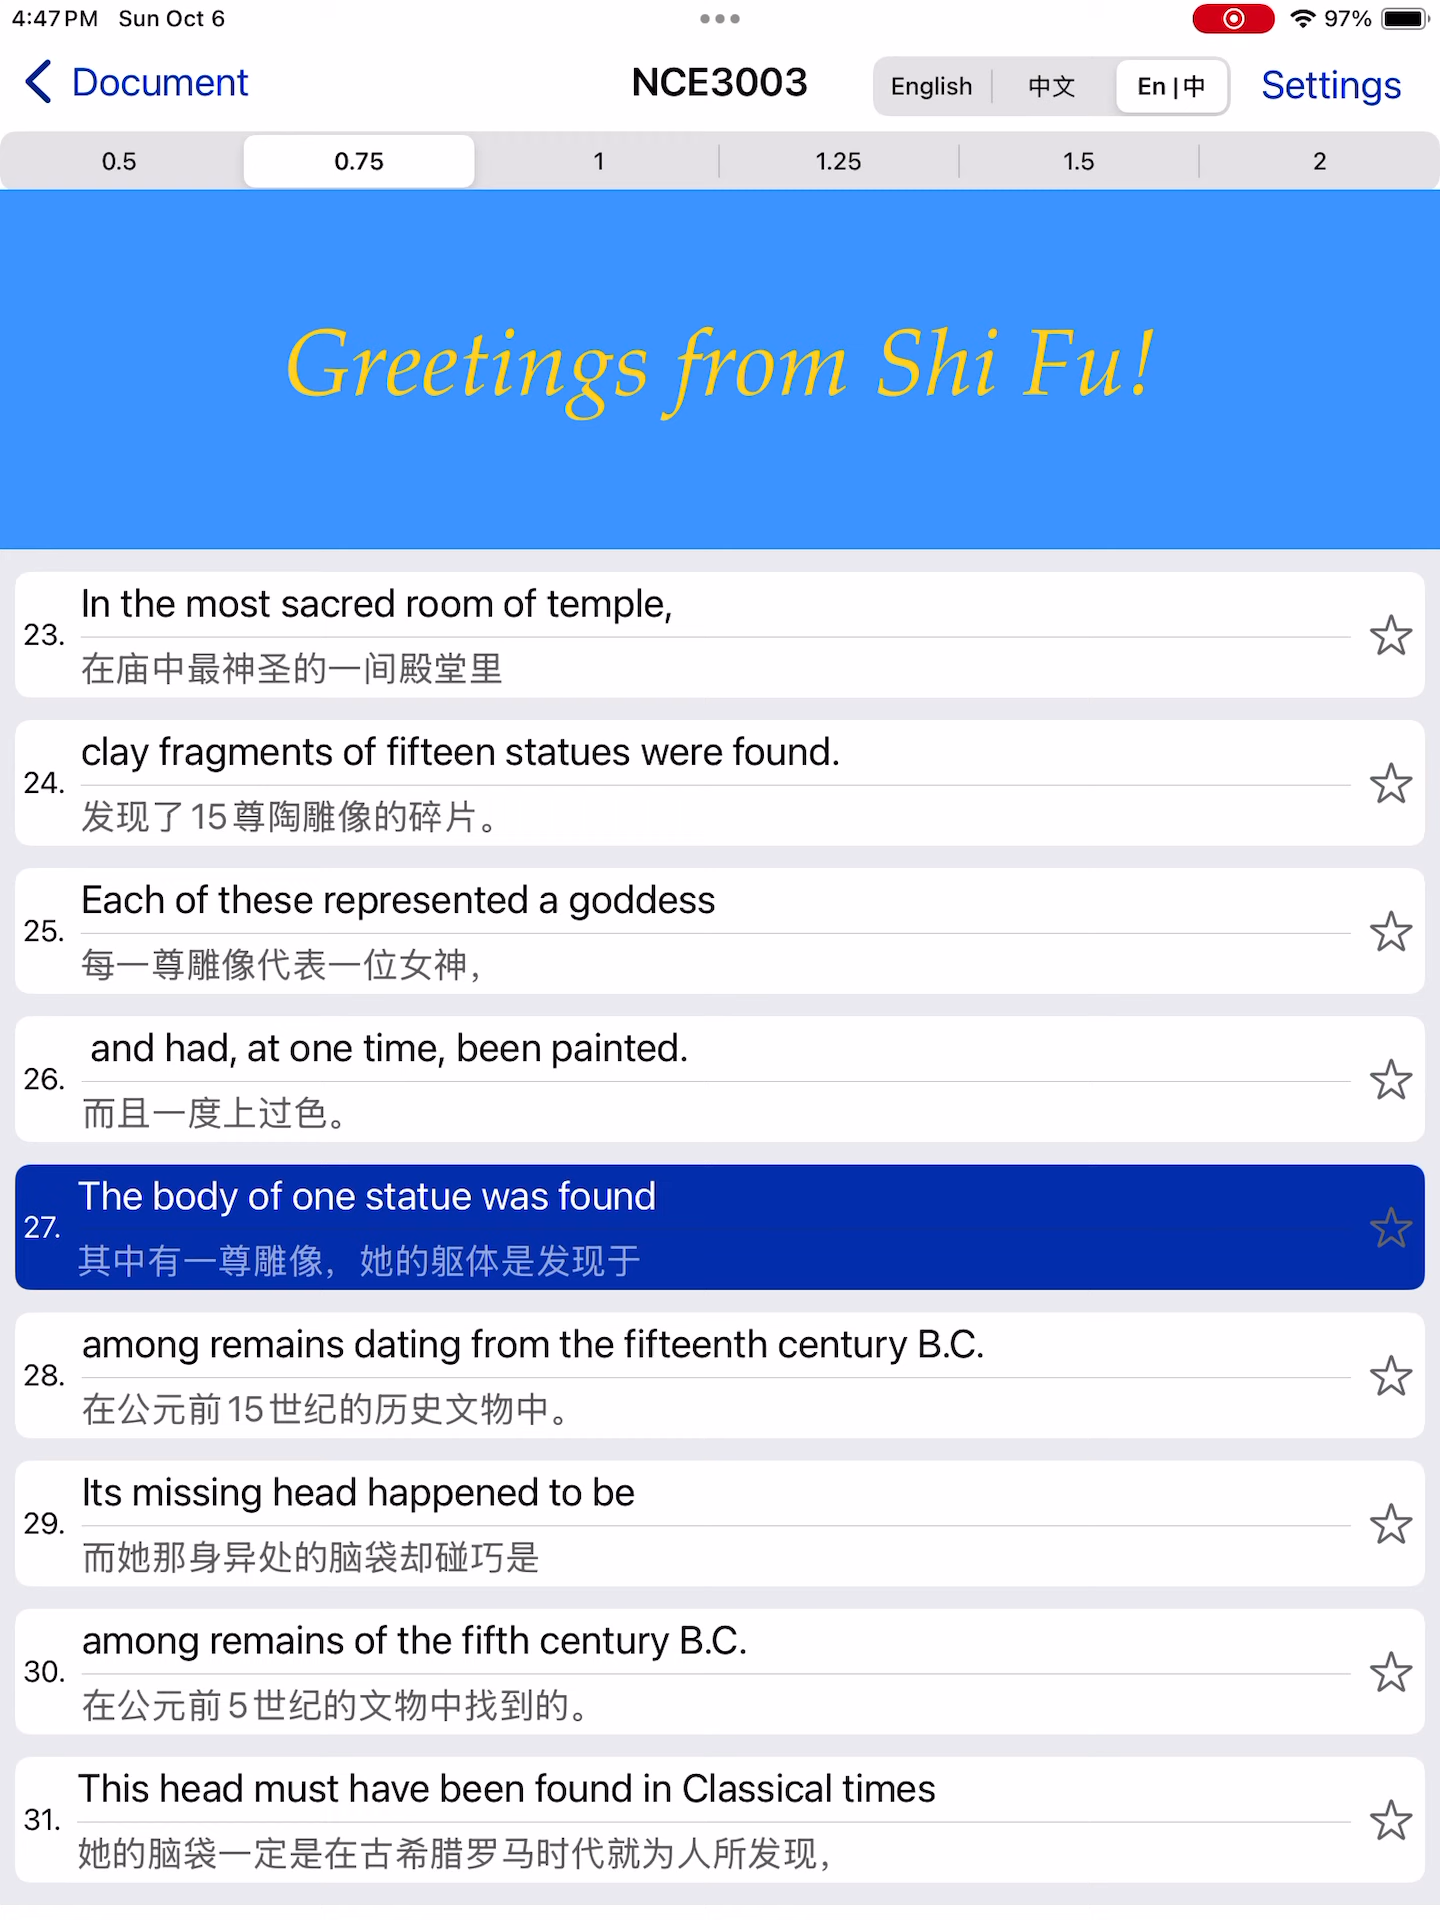 4:47 PM Sun Oct 6
97%
Document
NCE3003
English
中文
En | 中
Settings
0.5
0.75
1
1.25
1.5
2
Greetings from Shi Fu!
23.
In the most sacred room of temple,
在庙中最神圣的一间殿堂里
24.
clay fragments of fifteen statues were found.
发现了15尊陶雕像的碎片。
25.
Each of these represented a goddess
每一尊雕像代表一位女神，
26.
and had, at one time, been painted.
而且一度上过色。
27.
The body of one statue was found
其中有一尊雕像，她的躯体是发现于
28.
among remains dating from the fifteenth century B.C.
在公元前15世纪的历史文物中。
29.
Its missing head happened to be
而她那身异处的脑袋却碰巧是
30.
among remains of the fifth century B.C.
在公元前5世纪的文物中找到的。
31.
This head must have been found in Classical times
她的脑袋一定是在古希腊罗马时代就为人所发现，